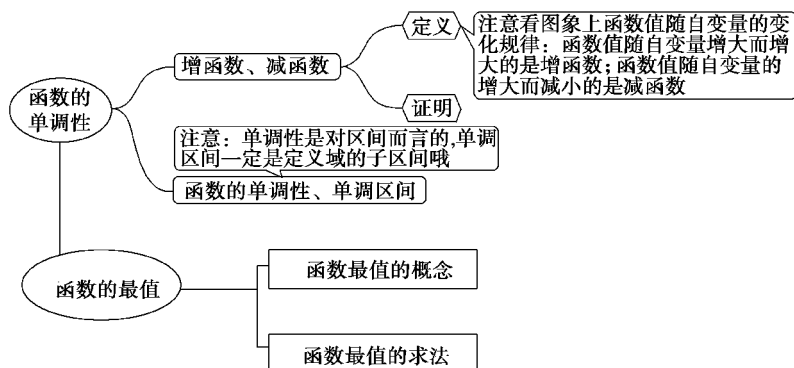 定义
注意看图象上函数值随自变量的变
化规律：函数值随自变量增大而增
大的是增函数；函数值随自变量的
增大而减小的是减函数
增函数、减函数
证明
函数的
单调性
注意：单调性是对区间而言的,单调
区间一定是定义域的子区间哦
函数的单调性、单调区间
函数最值的概念
函数的最值
函数最值的求法